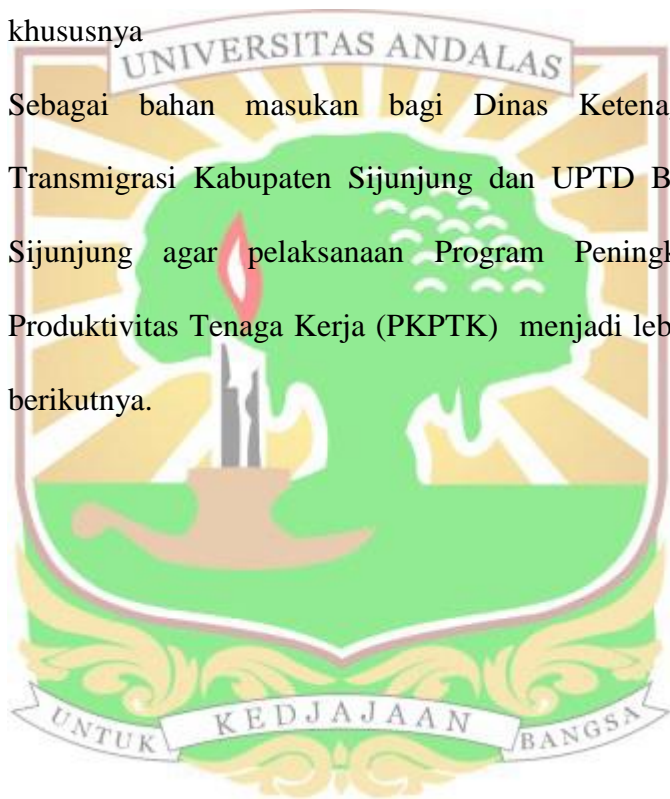 khususnya
UNIVERSITAS ANDALAS
Sebagai bahan masukan bagi Dinas Ketena
Transmigrasi Kabupaten Sijunjung dan UPTD B
Sijunjung agar pelaksanaan Program Pening
Produktivitas Tenaga Kerja (PKPTK) menjadi leb
berikutnya.
UNTUK KEDJAJAAN BANGSA